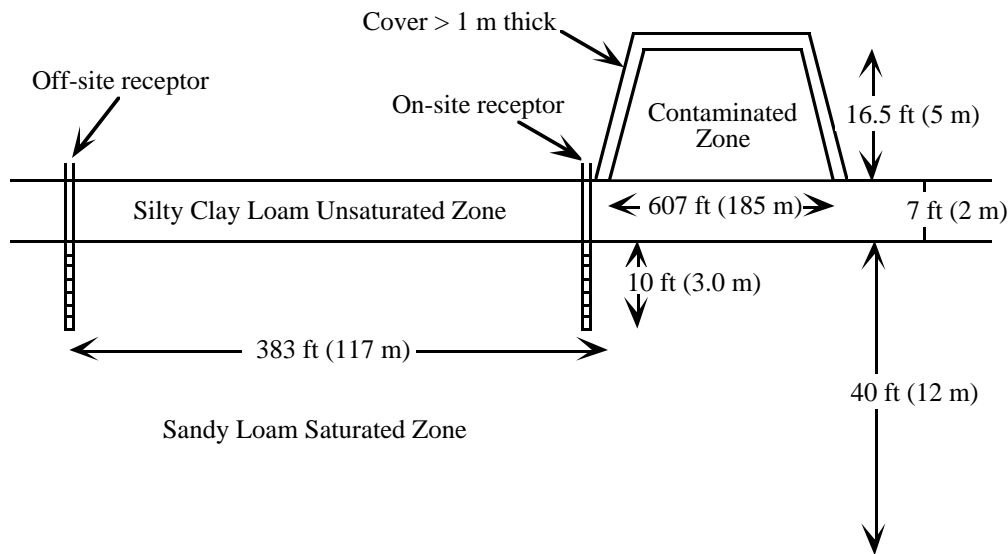 Cover > 1 m thick
Off-site receptor
On-site receptor
Contaminated
Zone
16.5 ft (5 m)
Silty Clay Loam Unsaturated Zone
607 ft (185 m)
7 ft (2 m)
10 ft (3.0 m)
383 ft (117 m)
40 ft (12 m)
Sandy Loam Saturated Zone